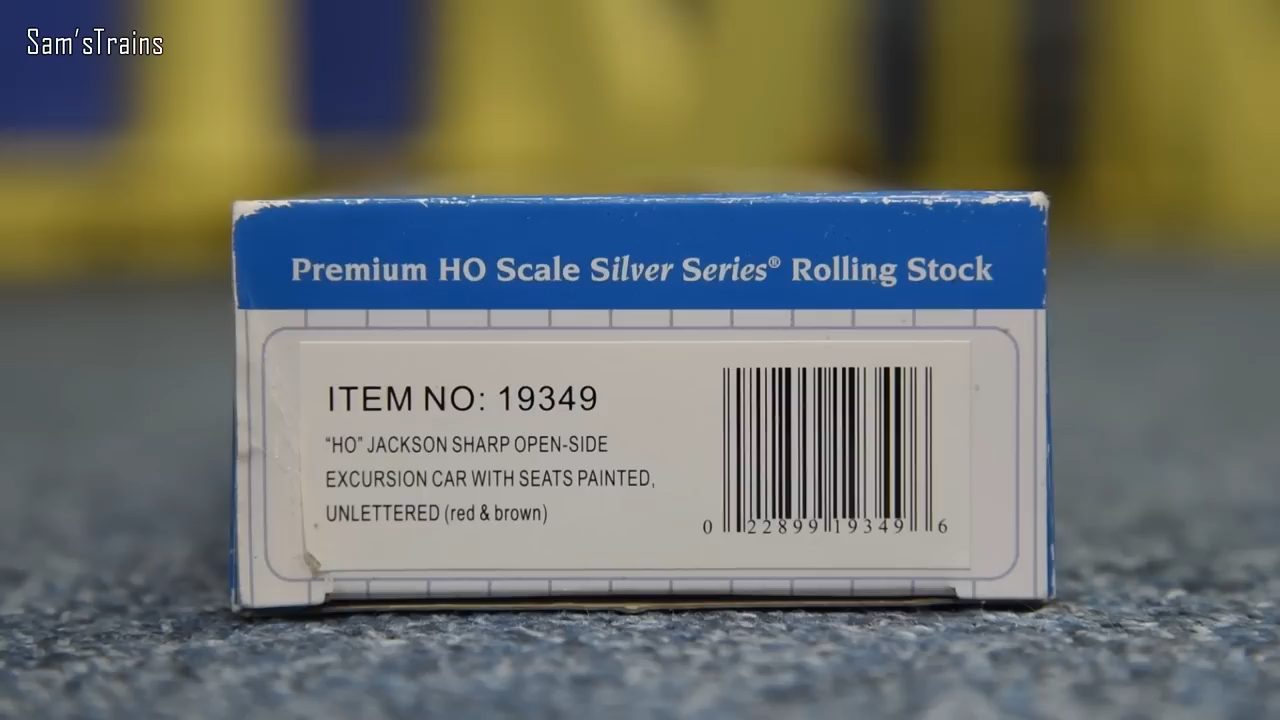 Sam'sTrains
Premium HO Scale Silver Series® Rolling Stock
ITEM NO: 19349
"HO" JACKSON SHARP OPEN-SIDE
EXCURSION CAR WITH SEATS PAINTED,
UNLETTERED (red & brown)
0 22899 19349 6